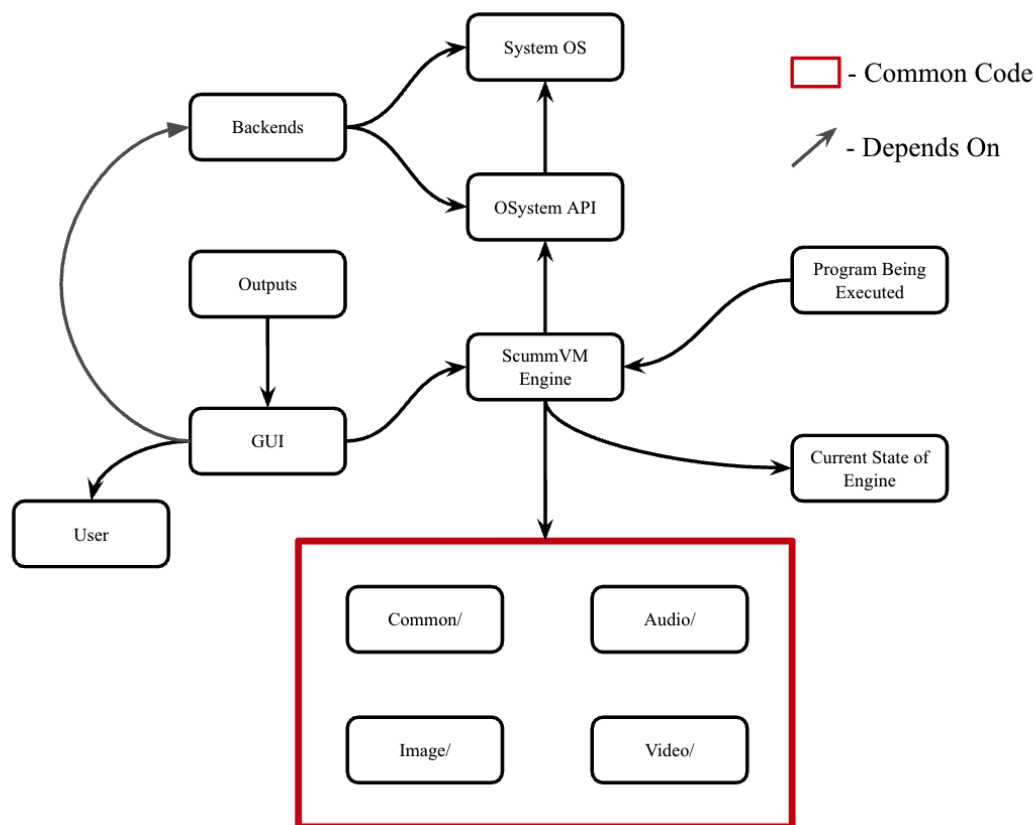 System OS
- Common Code
Backends
- Depends On
OSystem API
Outputs
Program Being
Executed
ScummVM
Engine
GUI
Current State of
Engine
User
Common/
Audio/
Image/
Video/